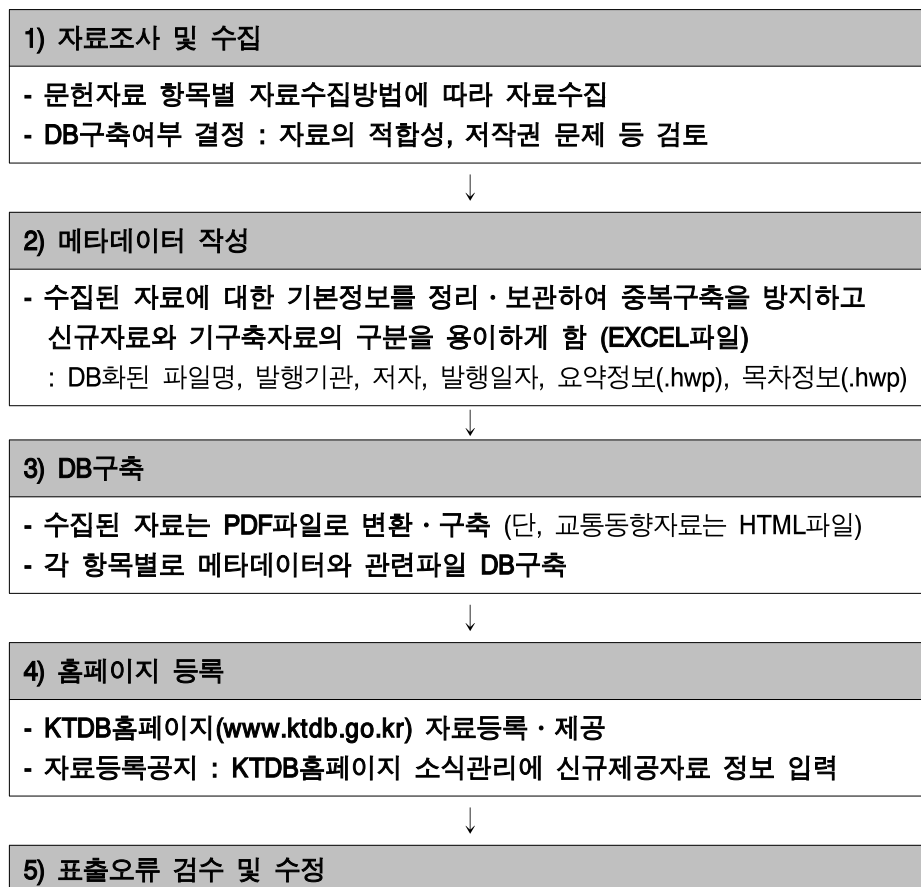 1) 자료조사 및 수집
- 문헌자료 항목별 자료수집방법에 따라 자료수집
- DB구축여부 결정 : 자료의 적합성, 저작권 문제 등 검토
↓
2) 메타데이터 작성
- 수집된 자료에 대한 기본정보를 정리·보관하여 중복구축을 방지하고
신규자료와 기구축자료의 구분을 용이하게 함 (EXCEL파일)
: DB화된 파일명, 발행기관, 저자, 발행일자, 요약정보(.hwp), 목차정보(.hwp)
↓
3) DB구축
- 수집된 자료는 PDF파일로 변환·구축 (단, 교통동향자료는 HTML파일)
- 각 항목별로 메타데이터와 관련파일 DB구축
↓
4) 홈페이지 등록
- KTDB홈페이지(www.ktdb.go.kr) 자료등록·제공
- 자료등록공지 : KTDB홈페이지 소식관리에 신규제공자료 정보 입력
↓
5) 표출오류 검수 및 수정